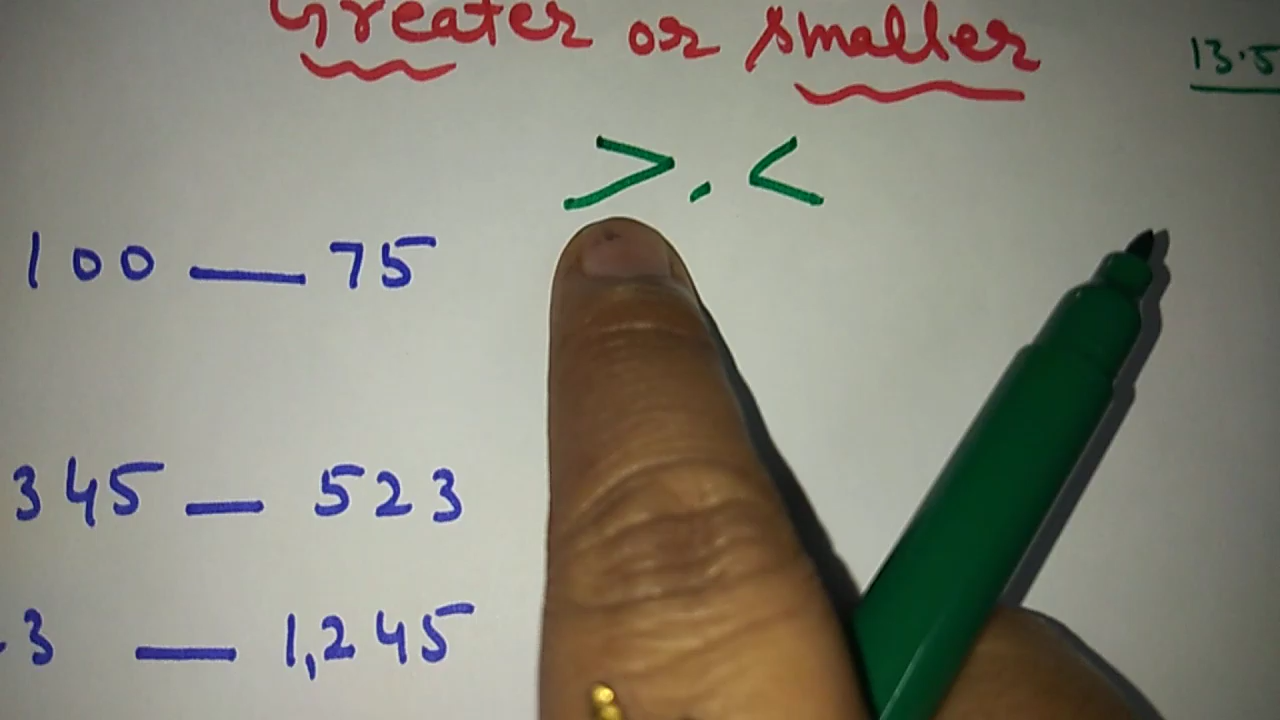 Greater or smaller
13.5
> . <
100 — 75
345 — 523
3 — 1,245